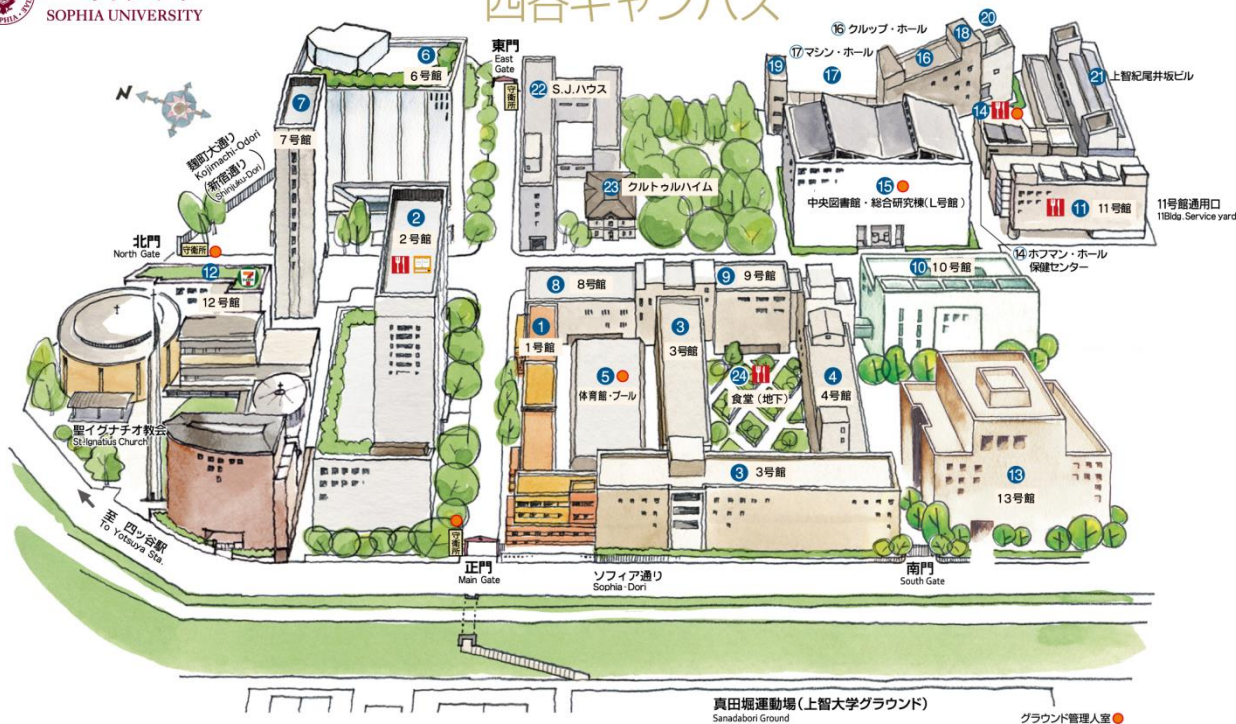 SOPHIA UNIVERSITY
四谷キャンパス
N
麹町大通り
Kojimachi-Odori
(新宿通り)
Shinjuku-Dori
北門
North Gate
守衛所
東門
East Gate
守衛所
6
6号館
7
7号館
2
2号館
12
12号館
22 S.J.ハウス
23 クルトゥルハイム
19
⑰マシン・ホール
17
⑯クルップ・ホール
16
18
20
21 上智紀尾井坂ビル
14
15
中央図書館・総合研究棟(L号館)
11 11号館
11号館通用口
11Bldg. Service yard
⑭ホフマン・ホール
保健センター
10 10号館
8 8号館
9 9号館
1
1号館
3
3号館
5
体育館・プール
24
食堂(地下)
4
4号館
3 3号館
13
13号館
聖イグナチオ教会
St.Ignatius Church
至 四ツ谷駅
To Yotsuya Sta.
守衛所
正門
Main Gate
ソフィア通り
Sophia-Dori
南門
South Gate
真田堀運動場(上智大学グラウンド)
Sanadabori Ground
グラウンド管理人室